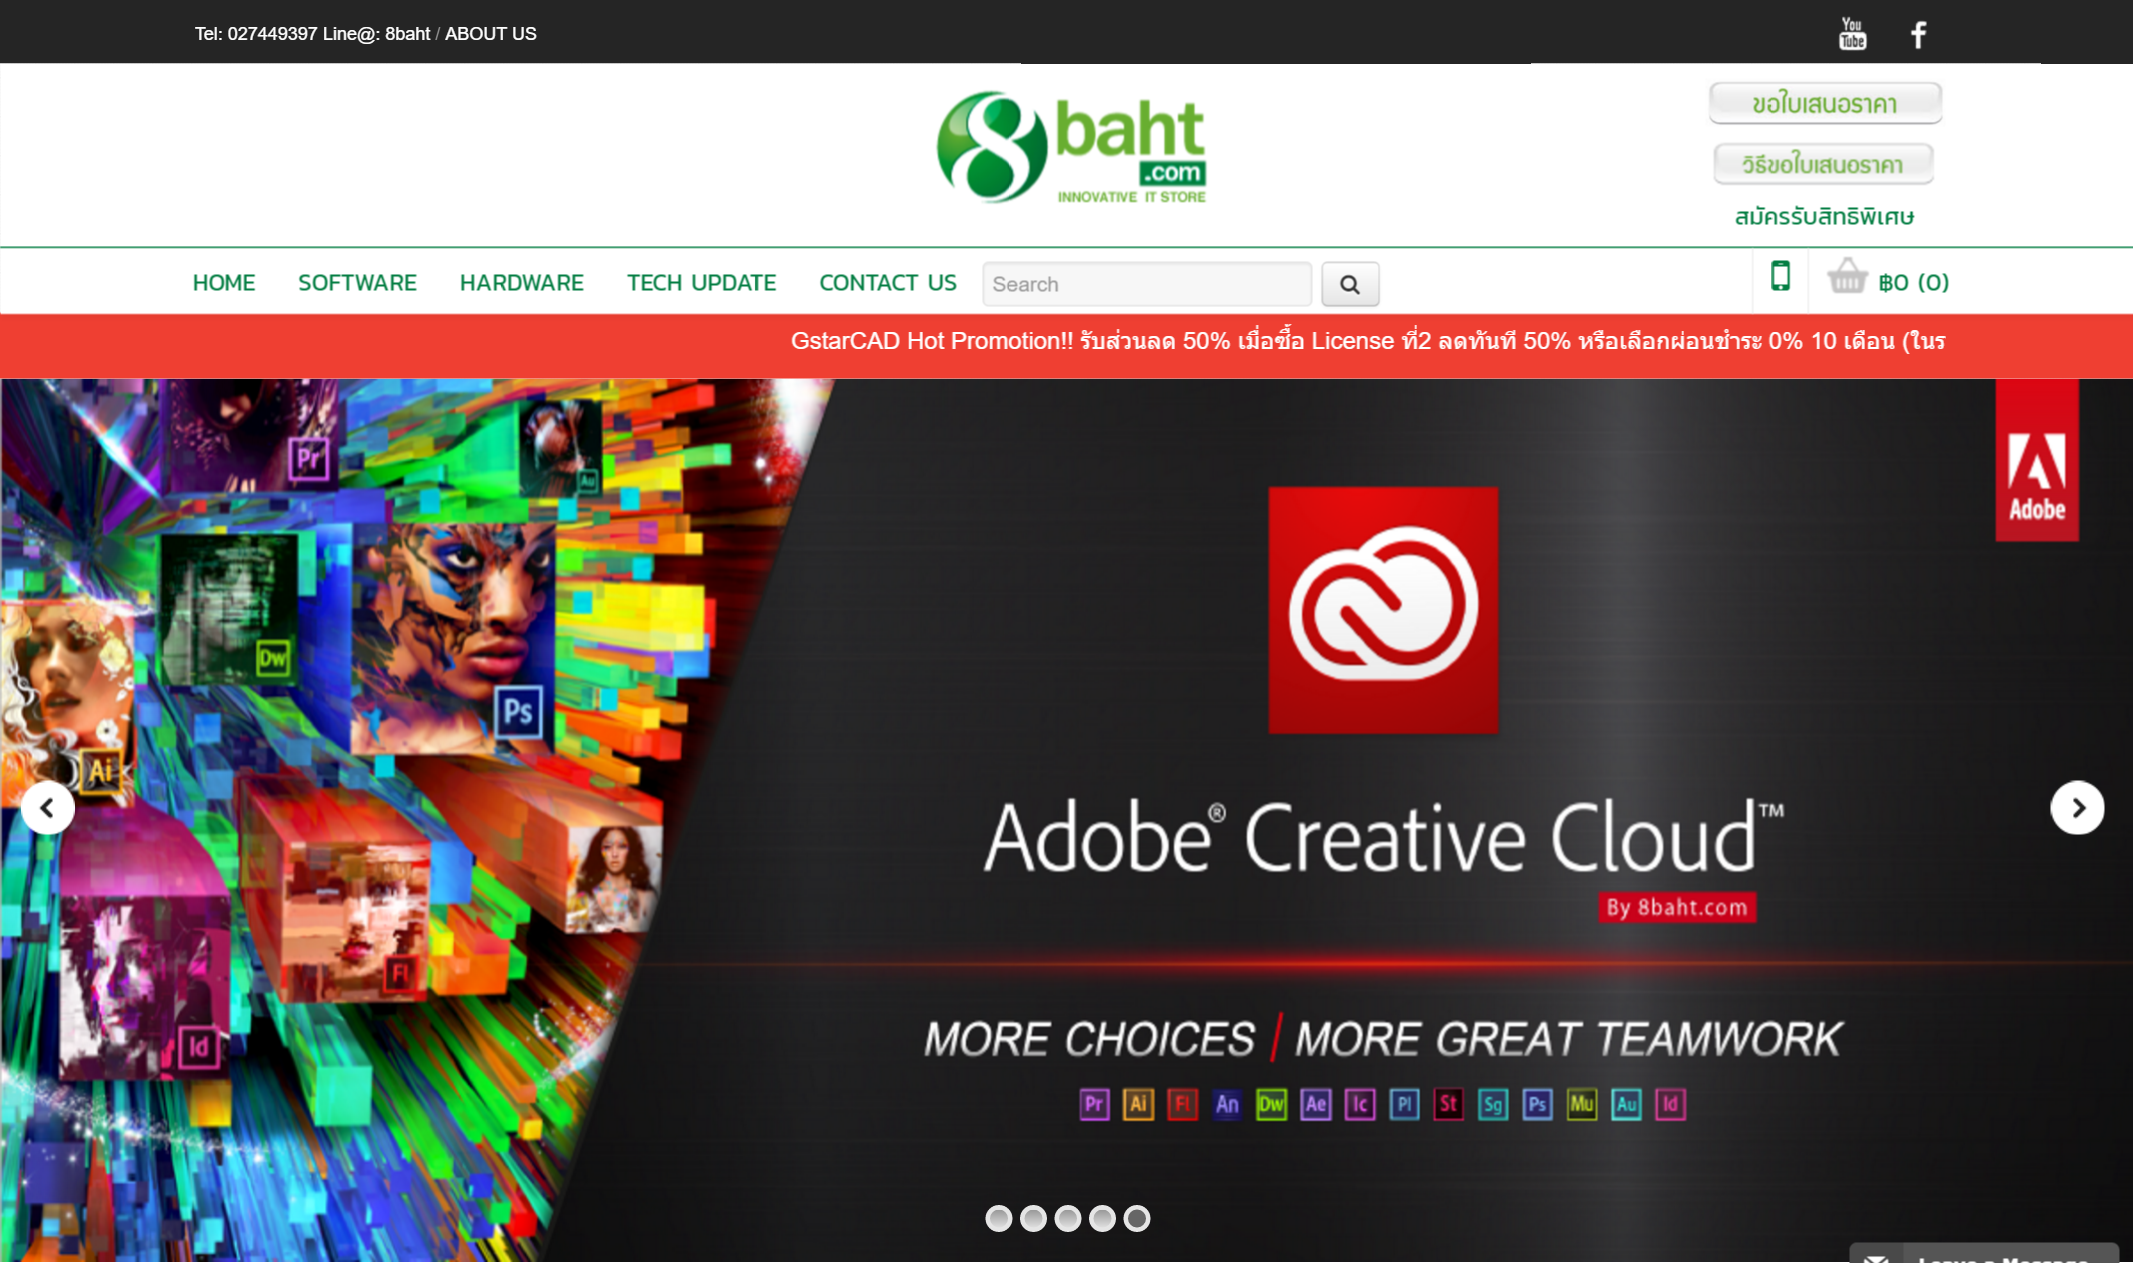 Tel: 027449397 Line@: 8baht / ABOUT US
You Tube
8baht.com
INNOVATIVE IT STORE
ขอใบเสนอราคา
วิธีขอใบเสนอราคา
สมัครรับสิทธิพิเศษ
HOME SOFTWARE HARDWARE TECH UPDATE CONTACT US Search ฿0 (0)
GstarCAD Hot Promotion!! รับส่วนลด 50% เมื่อซื้อ License ที่2 ลดทันที 50% หรือเลือกผ่อนชำระ 0% 10 เดือน (ในร
Pr
Au
Dw
Ps
Ai
Fl
Id
Adobe
Adobe® Creative Cloud™
By 8baht.com
MORE CHOICES / MORE GREAT TEAMWORK
Pr Ai Fl An Dw Ae Ic Pl St Sg Ps Mu Au Id
Leave a Message